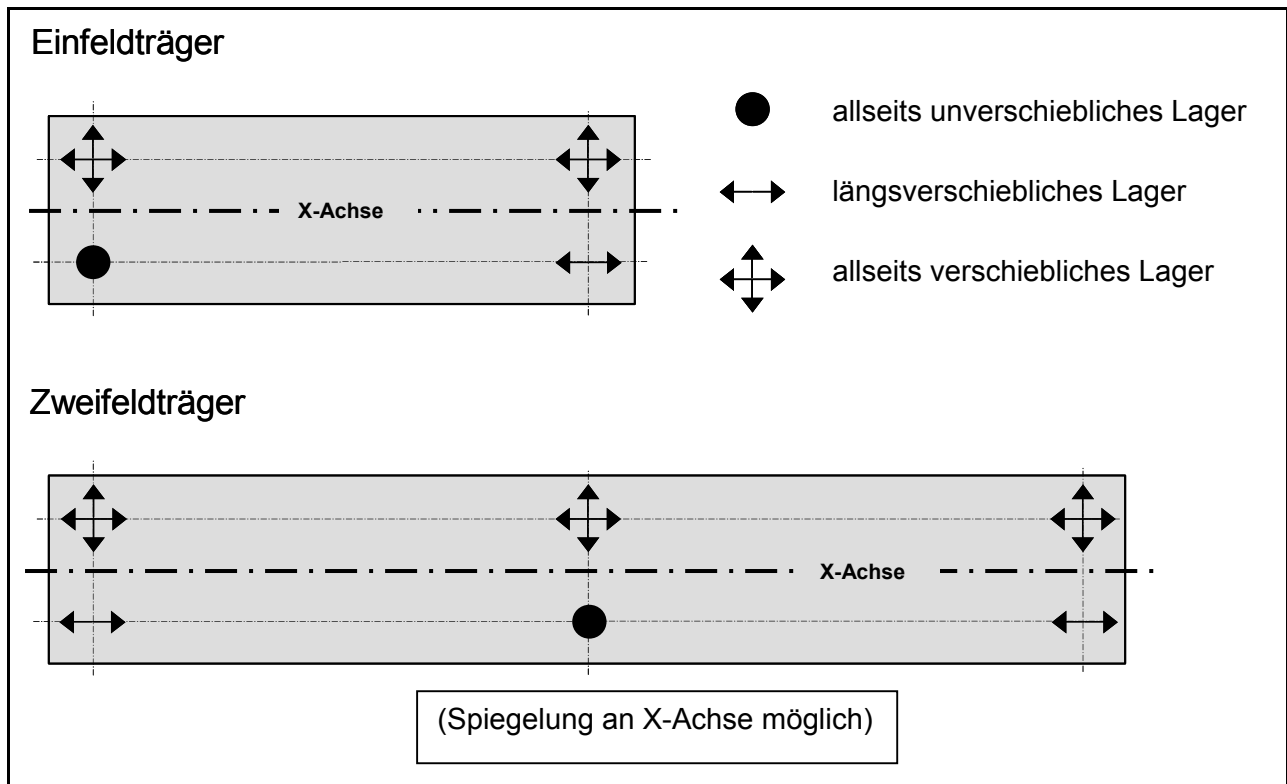 Einfeldträger
allseits unverschiebliches Lager
längsverschiebliches Lager
allseits verschiebliches Lager
X-Achse
Zweifeldträger
X-Achse
(Spiegelung an X-Achse möglich)